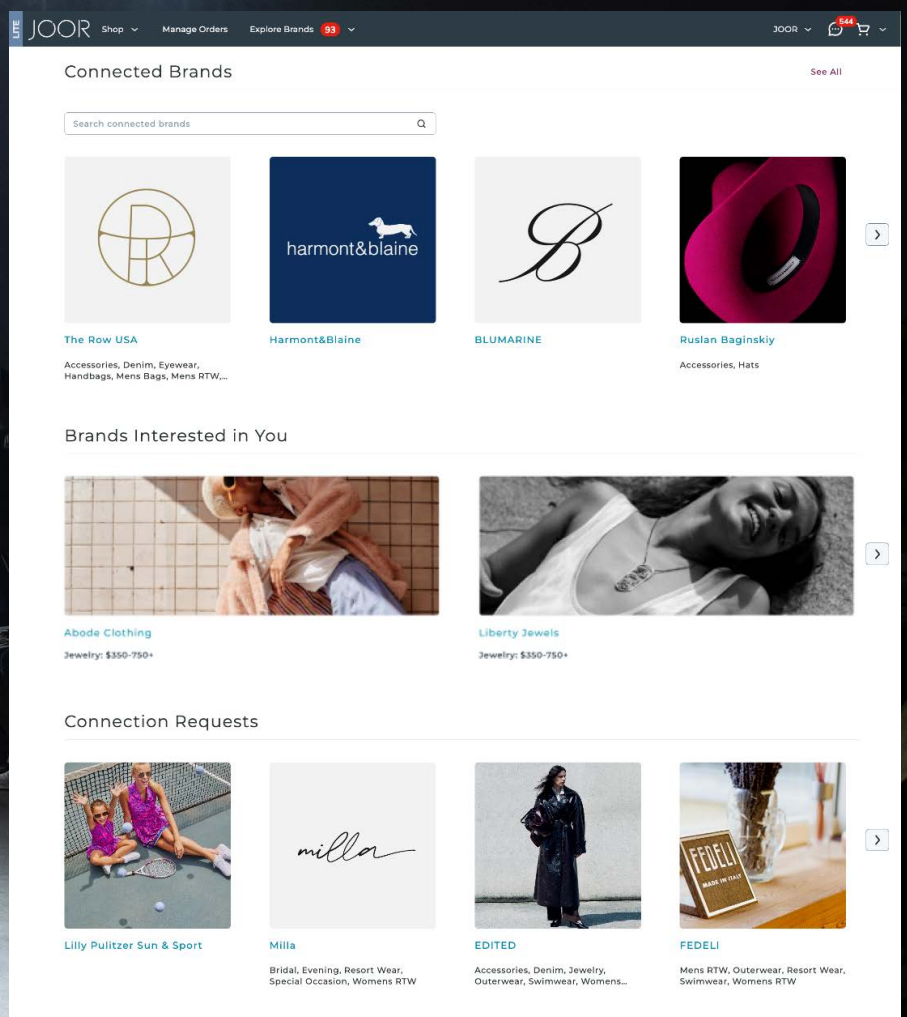 LITE
JOOR Shop Manage Orders Explore Brands 93 JOOR 544
Connected Brands See All
Search connected brands
harmont&blaine
B
The Row USA
Harmont&Blaine
BLUMARINE
Ruslan Baginskiy
Accessories, Denim, Eyewear,
Handbags, Mens Bags, Mens RTW,...
Accessories, Hats
Brands Interested in You
Abode Clothing
Jewelry: $350-750+
Liberty Jewels
Jewelry: $350-750+
Connection Requests
milla
FEDELI
MADE IN ITALY
Lilly Pulitzer Sun & Sport
Milla
Bridal, Evening, Resort Wear,
Special Occasion, Womens RTW
EDITED
Accessories, Denim, Jewelry,
Outerwear, Swimwear, Womens...
FEDELI
Mens RTW, Outerwear, Resort Wear,
Swimwear, Womens RTW